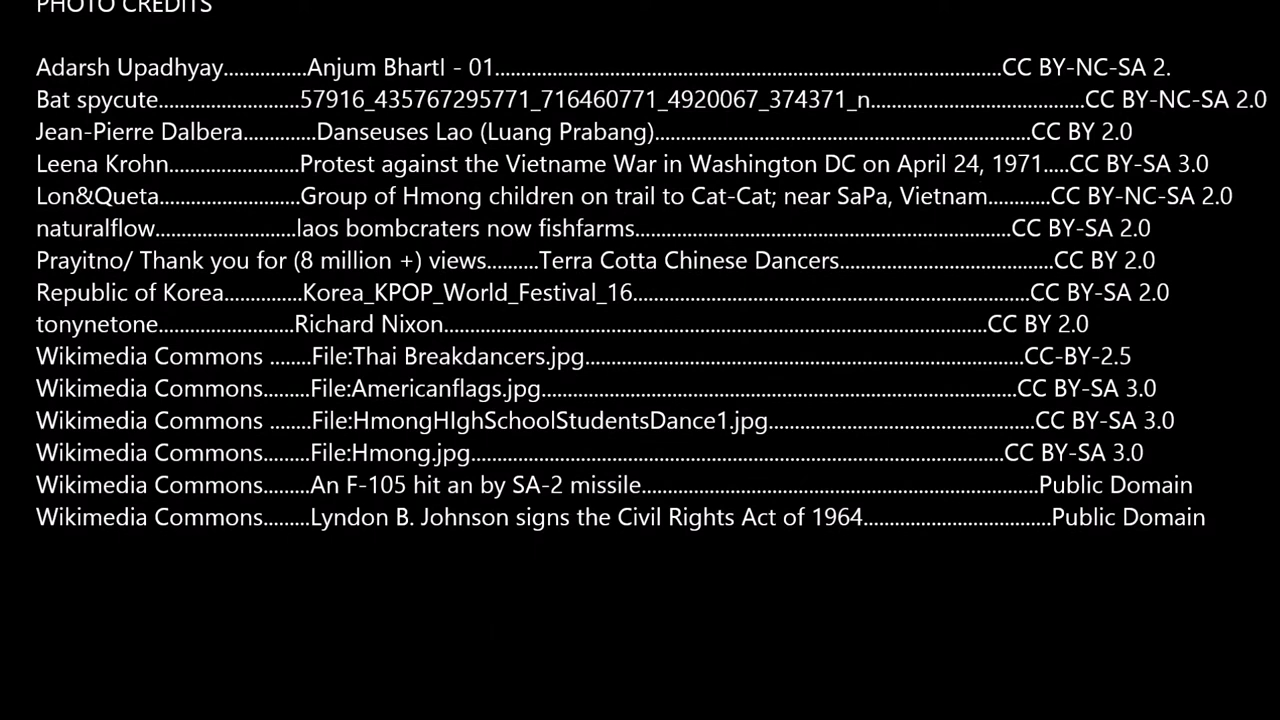 PHOTO CREDITS
Adarsh Upadhyay...............Anjum BhartI - 01.....................................................................................CC BY-NC-SA 2.
Bat spycute.........................57916_435767295771_716460771_4920067_374371_n....................................CC BY-NC-SA 2.0
Jean-Pierre Dalbera.............Danseuses Lao (Luang Prabang)...............................................................CC BY 2.0
Leena Krohn.......................Protest against the Vietname War in Washington DC on April 24, 1971.....CC BY-SA 3.0
Lon&Queta........................Group of Hmong children on trail to Cat-Cat; near SaPa, Vietnam...........CC BY-NC-SA 2.0
naturalflow........................laos bombcraters now fishfarms...............................................................CC BY-SA 2.0
Prayitno/ Thank you for (8 million +) views.........Terra Cotta Chinese Dancers....................................CC BY 2.0
Republic of Korea.............Korea_KPOP_World_Festival_16..................................................................CC BY-SA 2.0
tonynetone.......................Richard Nixon.........................................................................................CC BY 2.0
Wikimedia Commons .......File:Thai Breakdancers.jpg..........................................................................CC-BY-2.5
Wikimedia Commons........File:Americanflags.jpg................................................................................CC BY-SA 3.0
Wikimedia Commons .......File:HmongHIghSchoolStudentsDance1.jpg.............................................CC BY-SA 3.0
Wikimedia Commons........File:Hmong.jpg..........................................................................................CC BY-SA 3.0
Wikimedia Commons........An F-105 hit an by SA-2 missile..................................................................Public Domain
Wikimedia Commons........Lyndon B. Johnson signs the Civil Rights Act of 1964................................Public Domain